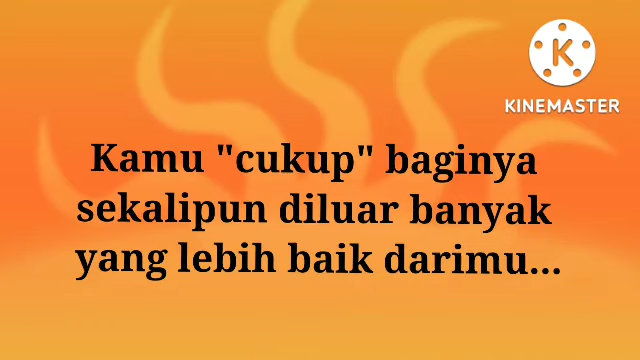 KINEMASTER
Kamu "cukup" baginya
sekalipun diluar banyak
yang lebih baik darimu...